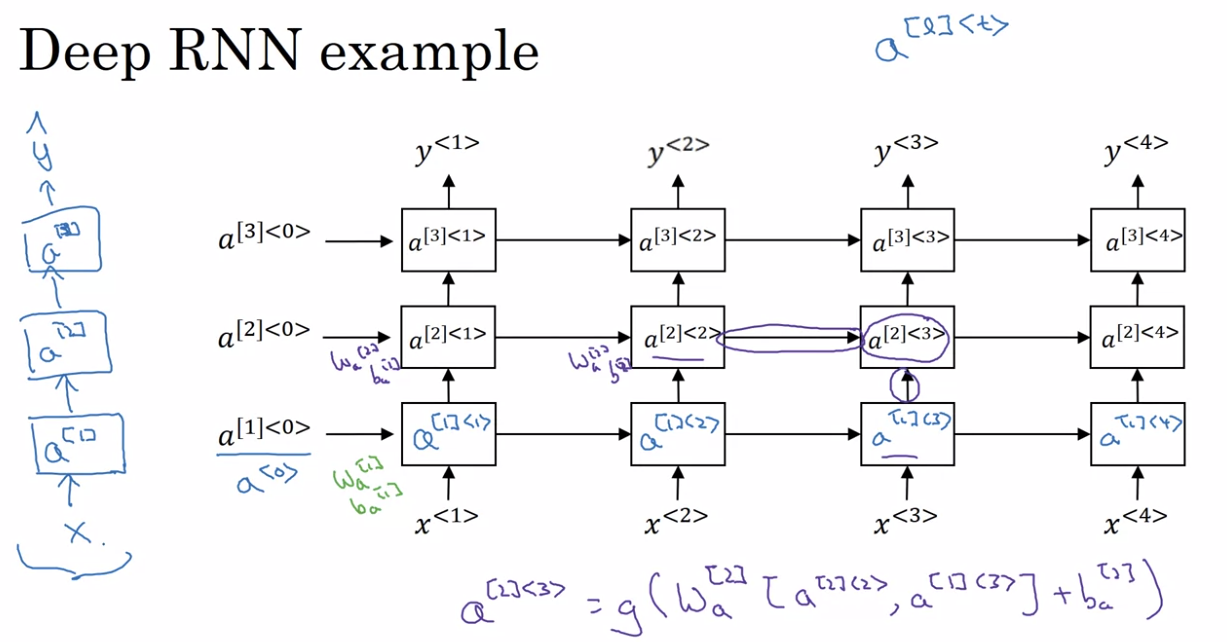 Deep RNN example
a^[l]<t>
ŷ
y^<1> y^<2> y^<3> y^<4>
a^[3]
a^[3]<0> a^[3]<1> a^[3]<2> a^[3]<3> a^[3]<4>
a^[2]
a^[2]<0> a^[2]<1> a^[2]<2> a^[2]<3> a^[2]<4>
W_a^[2] b_a^[2] W_a^[2] b_a^[2]
a^[1]
a^[1]<0> a^[1]<1> a^[1]<2> a^[1]<3> a^[1]<4>
a^<0>
W_a^[1]
b_a^[1]
x
x^<1> x^<2> x^<3> x^<4>
a^[2]<3> = g(W_a^[2] [a^[2]<2>, a^[1]<3>] + b_a^[2])